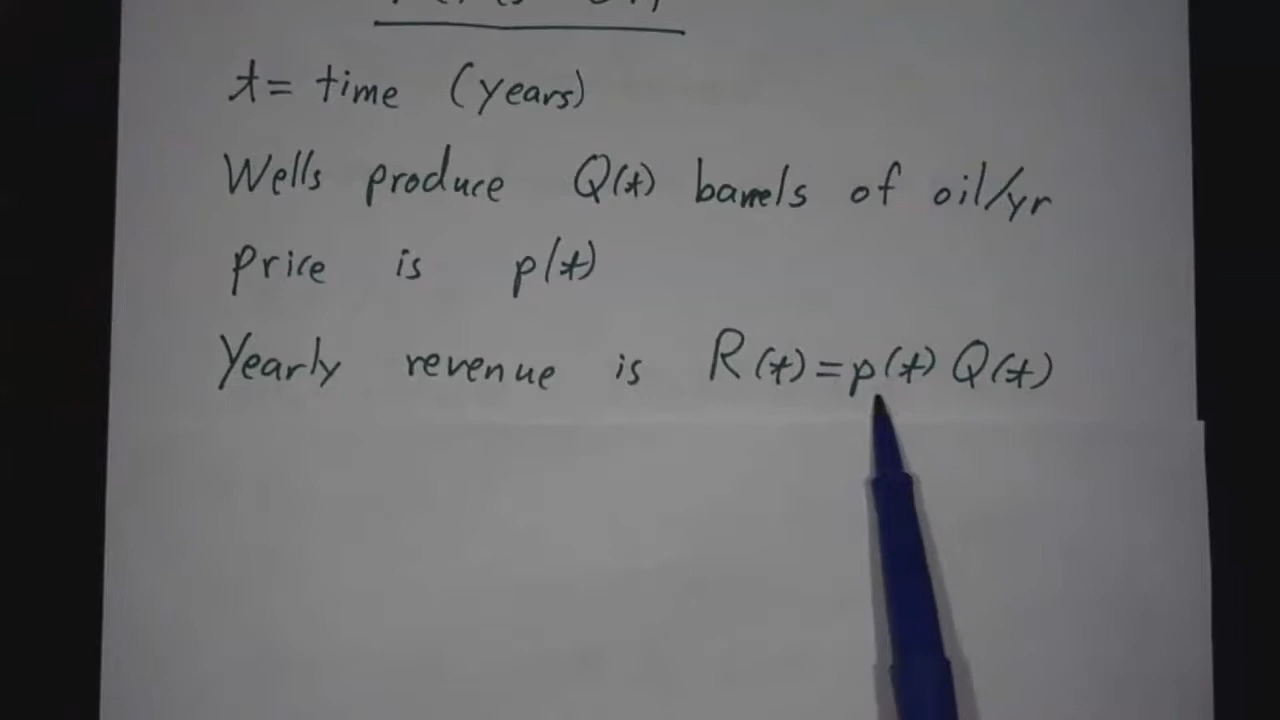 t = time (years)
Wells produce Q(t) barrels of oil/yr
price is p(t)
Yearly revenue is R(t) = p(t) Q(t)